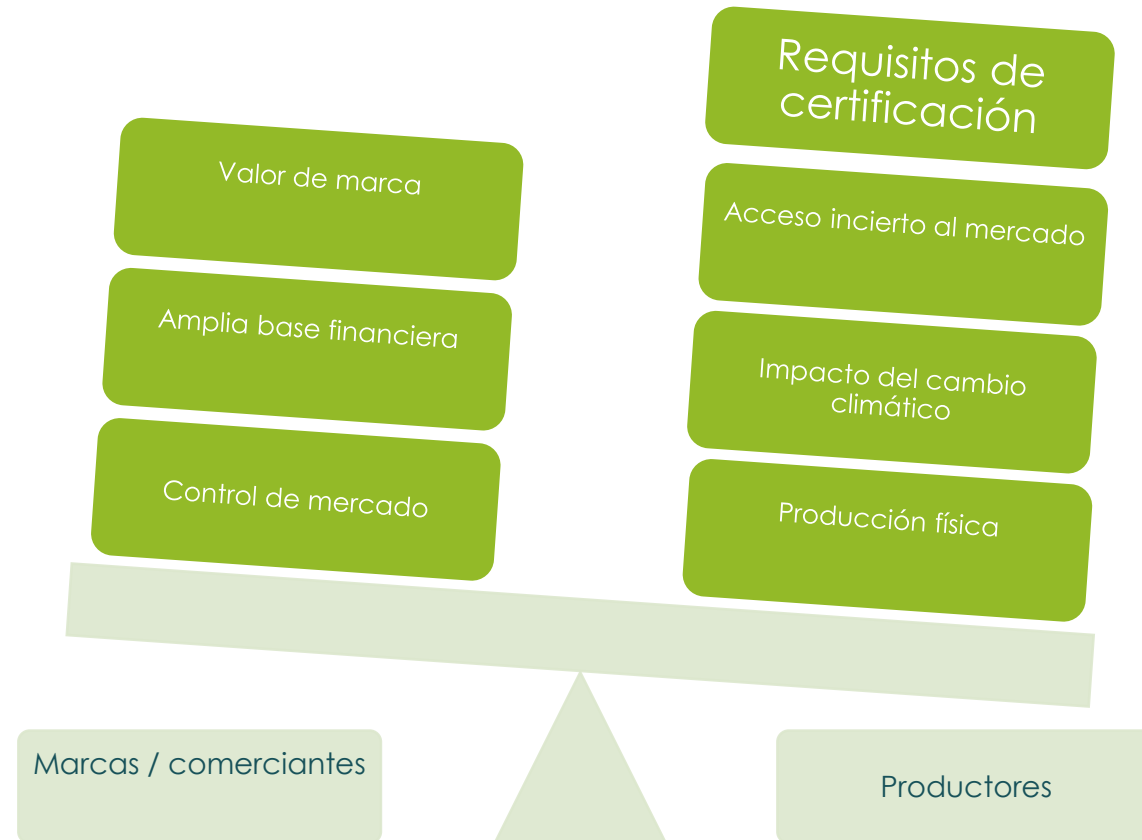 Valor de marca
Amplia base financiera
Control de mercado
Requisitos de
certificación
Acceso incierto al mercado
Impacto del cambio
climático
Producción física
Marcas / comerciantes
Productores